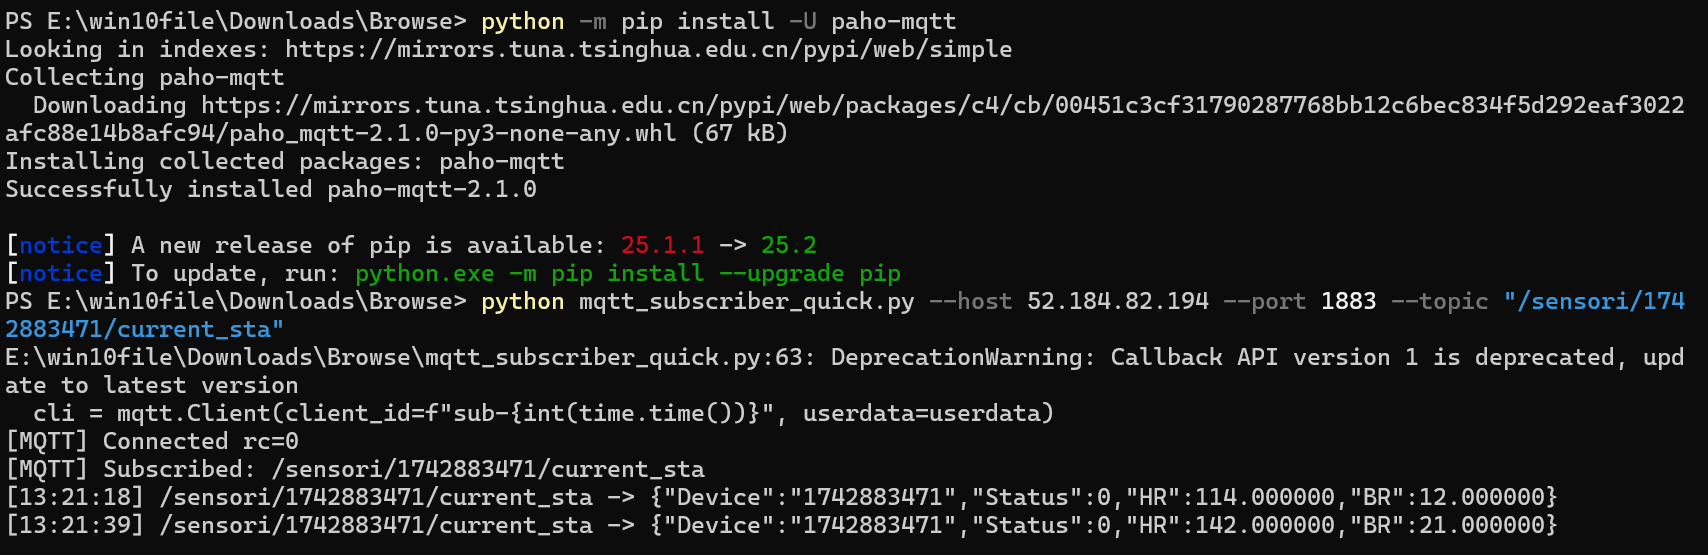 PS E:\win10file\Downloads\Browse> python -m pip install -U paho-mqtt
Looking in indexes: https://mirrors.tuna.tsinghua.edu.cn/pypi/web/simple
Collecting paho-mqtt
  Downloading https://mirrors.tuna.tsinghua.edu.cn/pypi/web/packages/c4/cb/00451c3cf31790287768bb12c6bec834f5d292eaf3022
afc88e14b8afc94/paho_mqtt-2.1.0-py3-none-any.whl (67 kB)
Installing collected packages: paho-mqtt
Successfully installed paho-mqtt-2.1.0
[notice] A new release of pip is available: 25.1.1 -> 25.2
[notice] To update, run: python.exe -m pip install --upgrade pip
PS E:\win10file\Downloads\Browse> python mqtt_subscriber_quick.py --host 52.184.82.194 --port 1883 --topic "/sensori/174
2883471/current_sta"
E:\win10file\Downloads\Browse\mqtt_subscriber_quick.py:63: DeprecationWarning: Callback API version 1 is deprecated, upd
ate to latest version
  cli = mqtt.Client(client_id=f"sub-{int(time.time())}", userdata=userdata)
[MQTT] Connected rc=0
[MQTT] Subscribed: /sensori/1742883471/current_sta
[13:21:18] /sensori/1742883471/current_sta -> {"Device":"1742883471","Status":0,"HR":114.000000,"BR":12.000000}
[13:21:39] /sensori/1742883471/current_sta -> {"Device":"1742883471","Status":0,"HR":142.000000,"BR":21.000000}